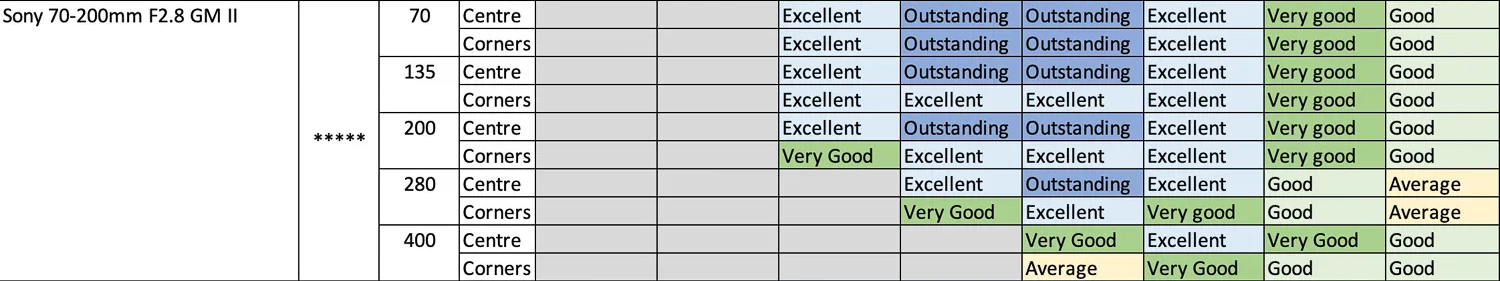 Sony 70-200mm F2.8 GM II 70 Centre Excellent Outstanding Outstanding Excellent Very good Good
Corners Excellent Outstanding Outstanding Excellent Very good Good
135 Centre Excellent Outstanding Outstanding Excellent Very good Good
Corners Excellent Excellent Excellent Excellent Very good Good
***** 200 Centre Excellent Outstanding Outstanding Excellent Very good Good
Corners Very Good Excellent Excellent Excellent Very good Good
280 Centre Excellent Outstanding Excellent Good Average
Corners Very Good Excellent Very good Good Average
400 Centre Very Good Excellent Very Good Good
Corners Average Very Good Good Good